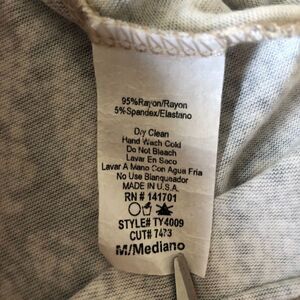 95%Rayon/Rayon
5%Spandex/Elastano
Dry Clean
Hand Wach Cold
Do Not Bleach
Lavar En Seco
Lavar A Mano Con Agua Fria
No Use Blanqueador
MADE IN U.S.A.
RN # 141701
STYLE# TY4009
CUT# 7473
M/Mediano